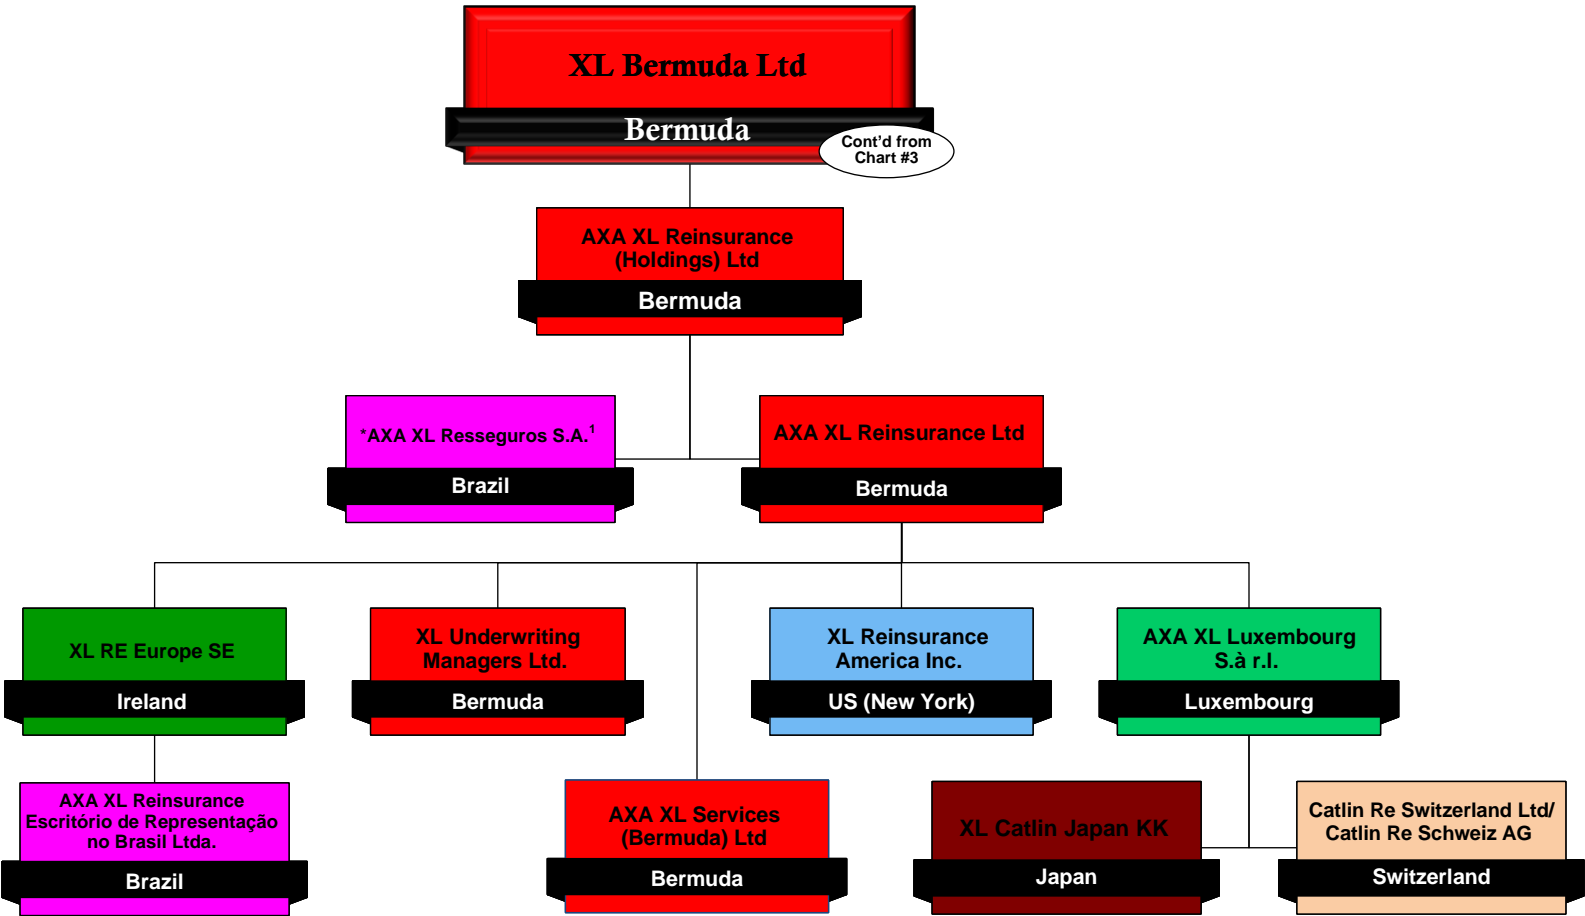 XL Bermuda Ltd
Bermuda
Cont'd from
Chart #3
AXA XL Reinsurance
(Holdings) Ltd
Bermuda
*AXA XL Resseguros S.A.¹
Brazil
AXA XL Reinsurance Ltd
Bermuda
XL RE Europe SE
Ireland
XL Underwriting
Managers Ltd.
Bermuda
XL Reinsurance
America Inc.
US (New York)
AXA XL Luxembourg
S.à r.l.
Luxembourg
AXA XL Reinsurance
Escritório de Representação
no Brasil Ltda.
Brazil
AXA XL Services
(Bermuda) Ltd
Bermuda
XL Catlin Japan KK
Japan
Catlin Re Switzerland Ltd/
Catlin Re Schweiz AG
Switzerland